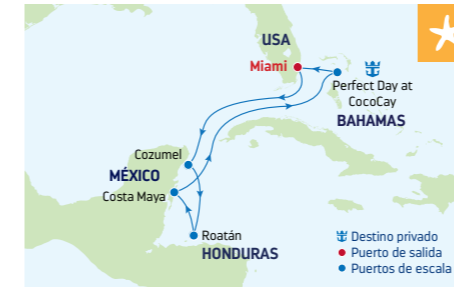 USA
Miami
Perfect Day at
CocoCay
BAHAMAS
Cozumel
MÉXICO
Costa Maya
Roatán
HONDURAS
Destino privado
Puerto de salida
Puertos de escala